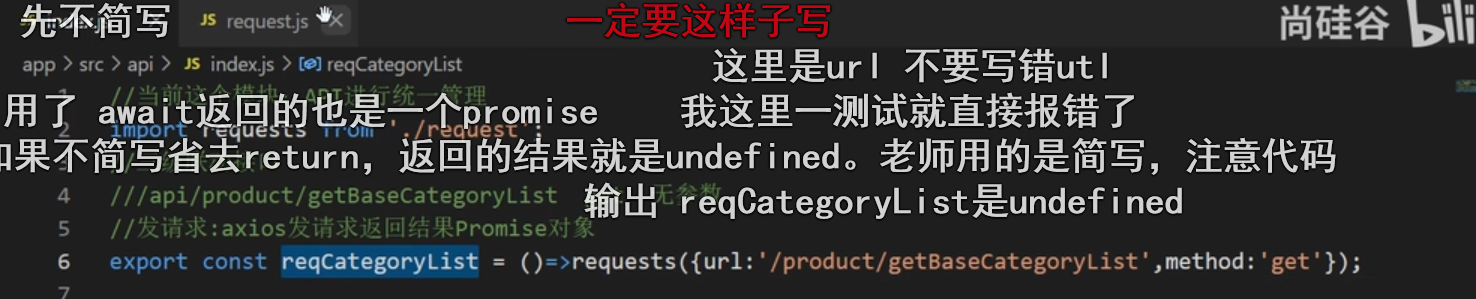 先不简写
JS request.js
一定要这样子写
尚硅谷 bili
app > src > api > JS index.js > reqCategoryList
这里是url 不要写错utl
//当前这个模块:API进行统一管理
用了 await返回的也是一个promise
我这里一测试就直接报错了
2 import requests from './request';
如果不简写省去return，返回的结果就是undefined。老师用的是简写，注意代码
4 ///api/product/getBaseCategoryList 无参数
输出 reqCategoryList是undefined
5 //发请求:axios发请求返回结果Promise对象
6 export const reqCategoryList = ()=>requests({url:'/product/getBaseCategoryList',method:'get'});
7